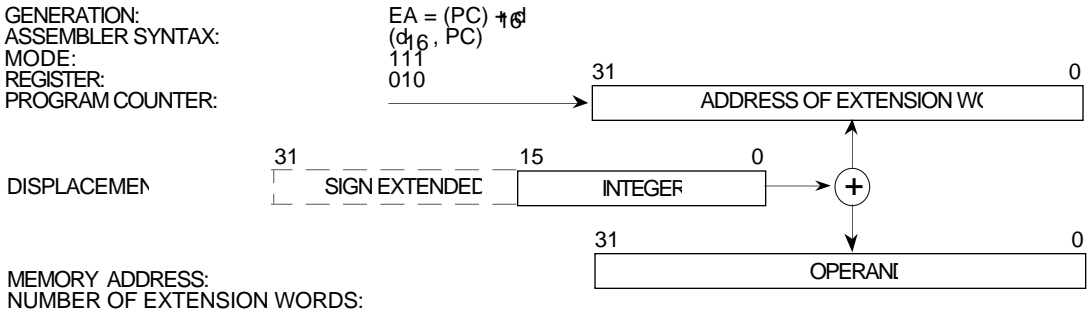 GENERATION: EA = (PC) + d16
ASSEMBLER SYNTAX: (d16 , PC)
MODE: 111
REGISTER: 010
31 0
PROGRAM COUNTER: ADDRESS OF EXTENSION WO
31 15 0
DISPLACEMEN SIGN EXTENDED INTEGER
+
31 0
OPERAN
MEMORY ADDRESS:
NUMBER OF EXTENSION WORDS: